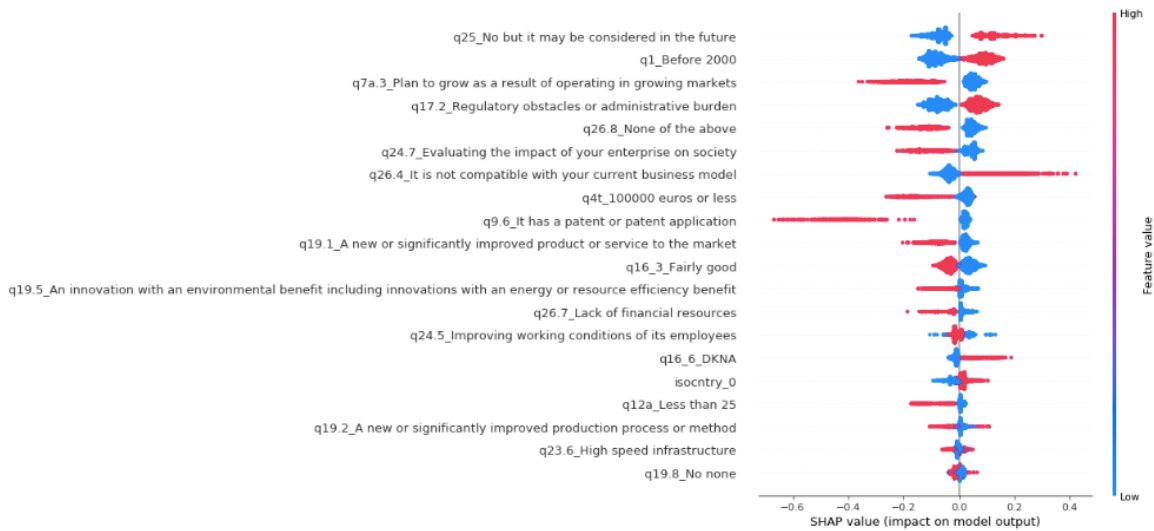 High
q25_No but it may be considered in the future
q1_Before 2000
q7a.3_Plan to grow as a result of operating in growing markets
q17.2_Regulatory obstacles or administrative burden
q26.8_None of the above
q24.7_Evaluating the impact of your enterprise on society
q26.4_It is not compatible with your current business model
q4t_100000 euros or less
q9.6_It has a patent or patent application
q19.1_A new or significantly improved product or service to the market
q16_3_Fairly good
q19.5_An innovation with an environmental benefit including innovations with an energy or resource efficiency benefit
q26.7_Lack of financial resources
q24.5_Improving working conditions of its employees
q16_6_DKNA
isocntry_0
q12a_Less than 25
q19.2_A new or significantly improved production process or method
q23.6_High speed infrastructure
q19.8_No none
Feature value
Low
−0.6 −0.4 −0.2 0.0 0.2 0.4
SHAP value (impact on model output)